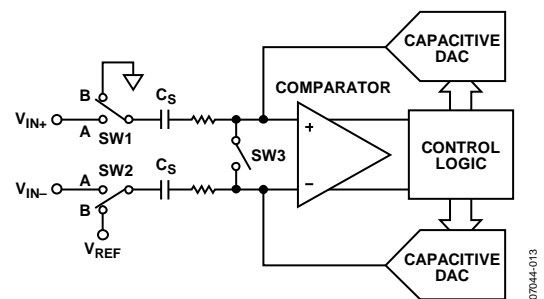 CAPACITIVE
DAC
COMPARATOR
B
CS
VIN+
A
SW1
+
SW3
CONTROL
LOGIC
SW2
CS
VIN–
A
–
B
VREF
CAPACITIVE
DAC
07044-013